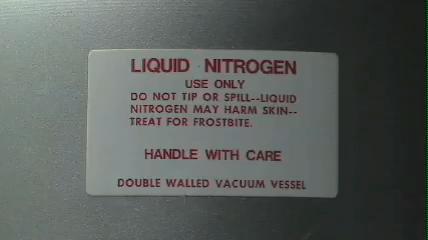 LIQUID NITROGEN
USE ONLY
DO NOT TIP OR SPILL--LIQUID
NITROGEN MAY HARM SKIN--
TREAT FOR FROSTBITE.
HANDLE WITH CARE
DOUBLE WALLED VACUUM VESSEL